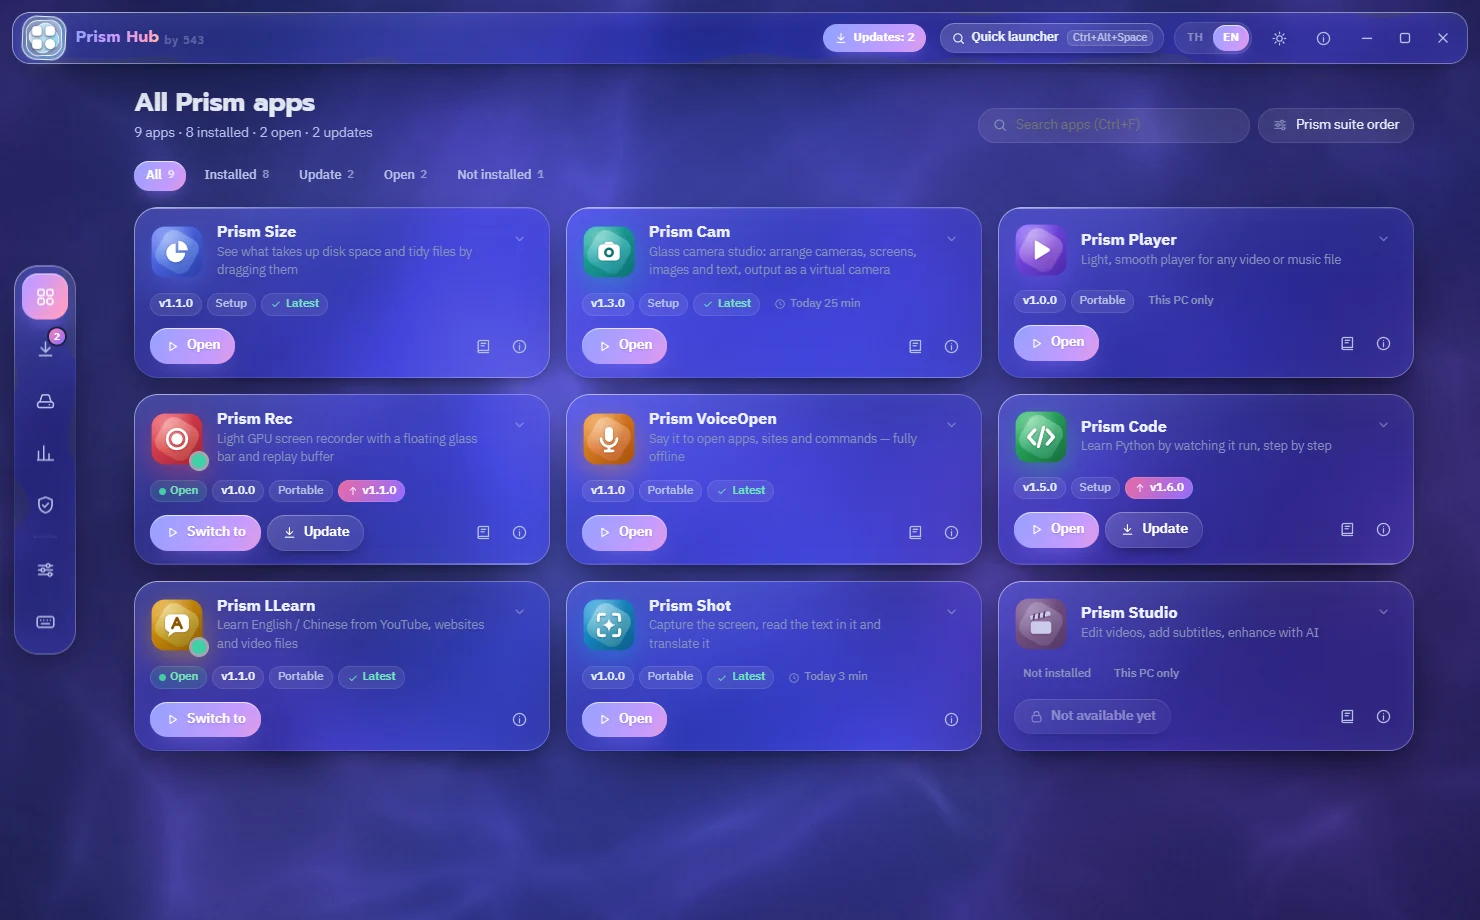 Prism Hub by 543
Updates: 2
Quick launcher Ctrl+Alt+Space
TH EN
All Prism apps
9 apps · 8 installed · 2 open · 2 updates
Search apps (Ctrl+F)
Prism suite order
All 9 Installed 8 Update 2 Open 2 Not installed 1
2
Prism Size
See what takes up disk space and tidy files by
dragging them
v1.1.0 Setup Latest
Open
Prism Cam
Glass camera studio: arrange cameras, screens,
images and text, output as a virtual camera
v1.3.0 Setup Latest Today 25 min
Open
Prism Player
Light, smooth player for any video or music file
v1.0.0 Portable This PC only
Open
Prism Rec
Light GPU screen recorder with a floating glass
bar and replay buffer
Open v1.0.0 Portable v1.1.0
Switch to Update
Prism VoiceOpen
Say it to open apps, sites and commands — fully
offline
v1.1.0 Portable Latest
Open
Prism Code
Learn Python by watching it run, step by step
v1.5.0 Setup v1.6.0
Open Update
A
Prism LLearn
Learn English / Chinese from YouTube, websites
and video files
Open v1.1.0 Portable Latest
Switch to
Prism Shot
Capture the screen, read the text in it and
translate it
v1.0.0 Portable Latest Today 3 min
Open
Prism Studio
Edit videos, add subtitles, enhance with AI
Not installed This PC only
Not available yet